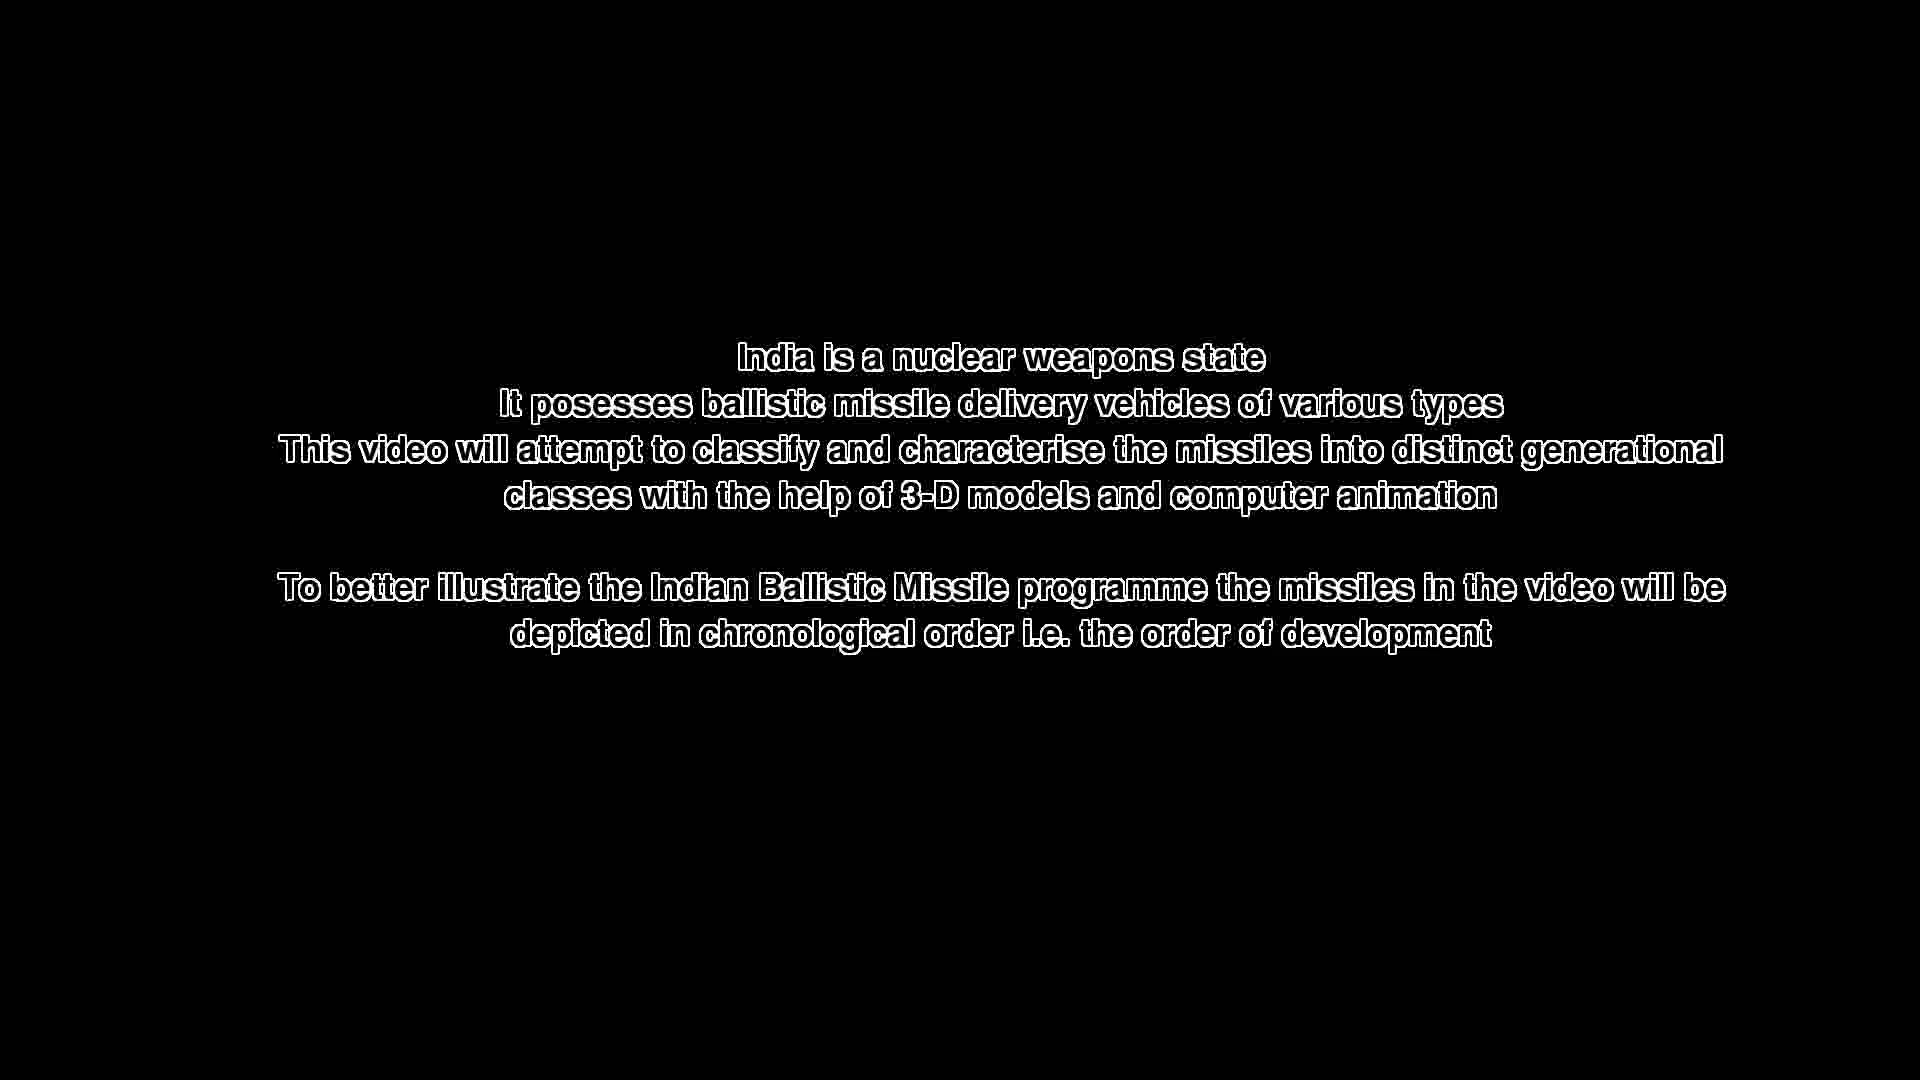 India is a nuclear weapons state
It posesses ballistic missile delivery vehicles of various types
This video will attempt to classify and characterise the missiles into distinct generational
classes with the help of 3-D models and computer animation
To better illustrate the Indian Ballistic Missile programme the missiles in the video will be
depicted in chronological order i.e. the order of development